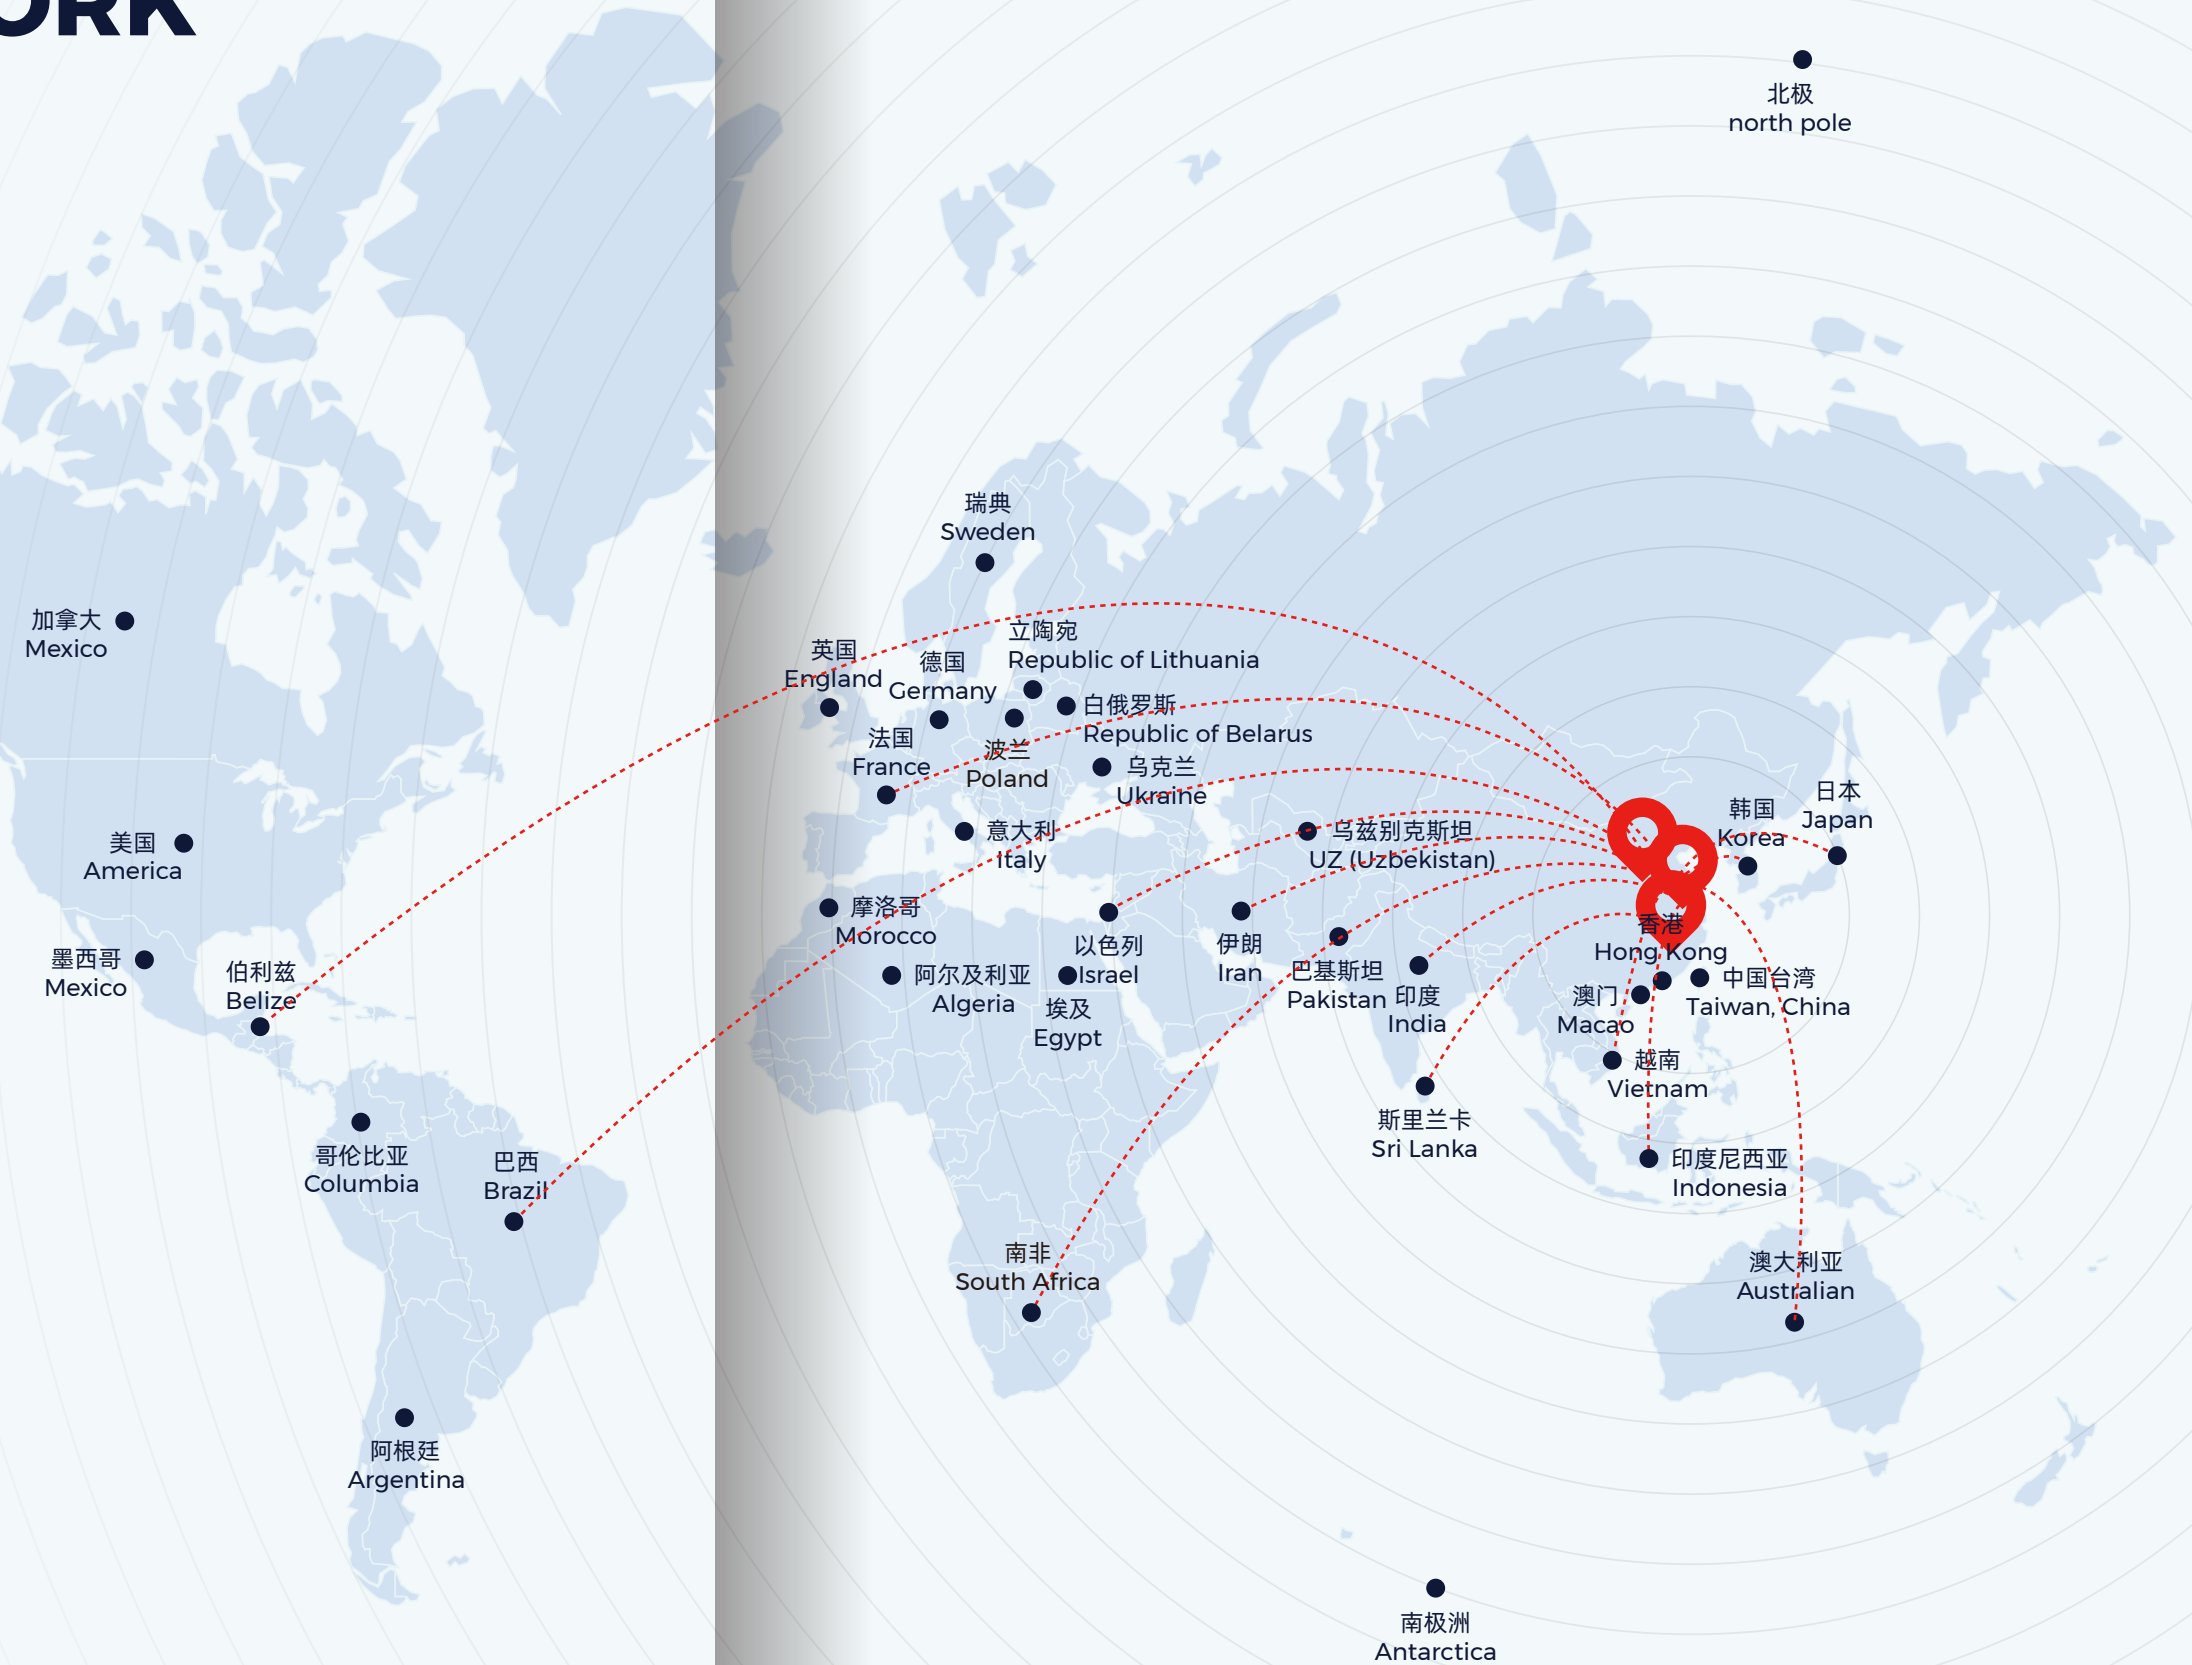 ORK
北极
north pole
瑞典
Sweden
加拿大
Mexico
英国
England
德国
Germany
立陶宛
Republic of Lithuania
白俄罗斯
Republic of Belarus
法国
France
波兰
Poland
乌克兰
Ukraine
美国
America
意大利
Italy
乌兹别克斯坦
UZ (Uzbekistan)
韩国
Korea
日本
Japan
墨西哥
Mexico
伯利兹
Belize
摩洛哥
Morocco
阿尔及利亚
Algeria
以色列
Israel
埃及
Egypt
伊朗
Iran
巴基斯坦
Pakistan
印度
India
香港
Hong Kong
澳门
Macao
中国台湾
Taiwan, China
越南
Vietnam
哥伦比亚
Columbia
巴西
Brazil
斯里兰卡
Sri Lanka
印度尼西亚
Indonesia
南非
South Africa
澳大利亚
Australian
阿根廷
Argentina
南极洲
Antarctica